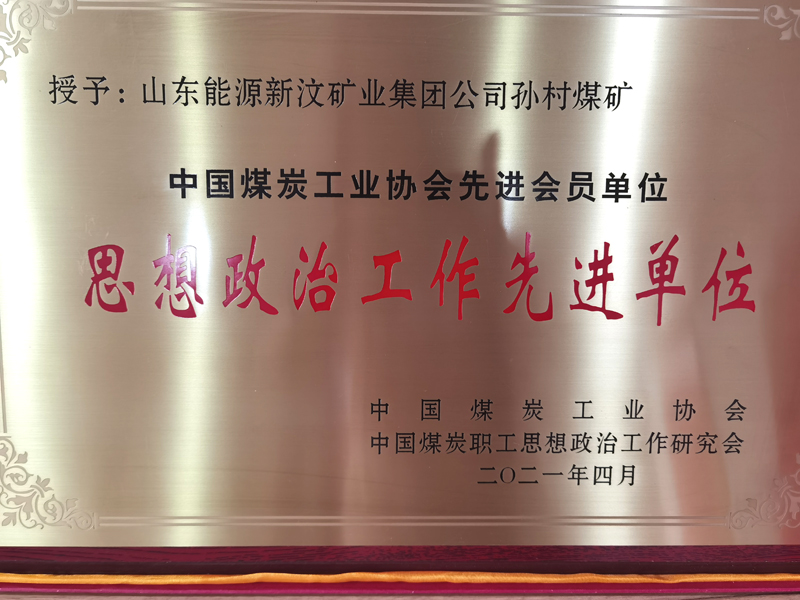 授予：山东能源新汶矿业集团公司孙村煤矿
中国煤炭工业协会先进会员单位
思想政治工作先进单位
中国煤炭工业协会
中国煤炭职工思想政治工作研究会
二〇二一年四月